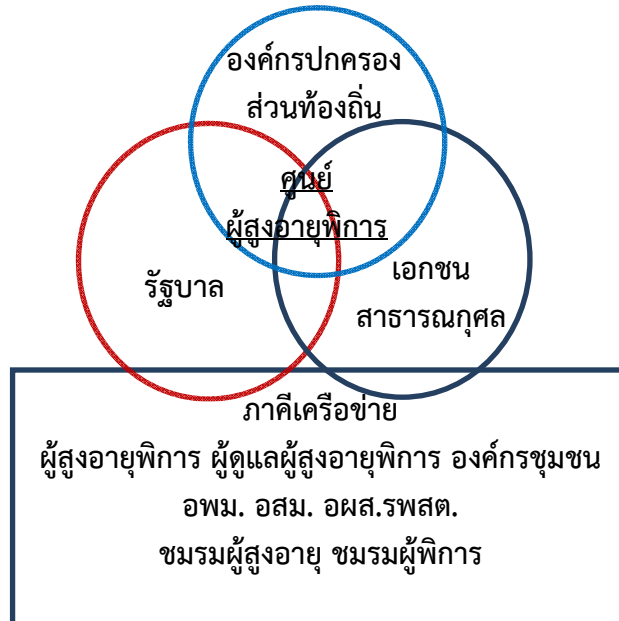 องค์กรปกครอง
ส่วนท้องถิ่น
ศูนย์
ผู้สูงอายุพิการ
รัฐบาล
เอกชน
สาธารณกุศล
ภาคีเครือข่าย
ผู้สูงอายุพิการ ผู้ดูแลผู้สูงอายุพิการ องค์กรชุมชน
อพม. อสม. อผส.รพสต.
ชมรมผู้สูงอายุ ชมรมผู้พิการ